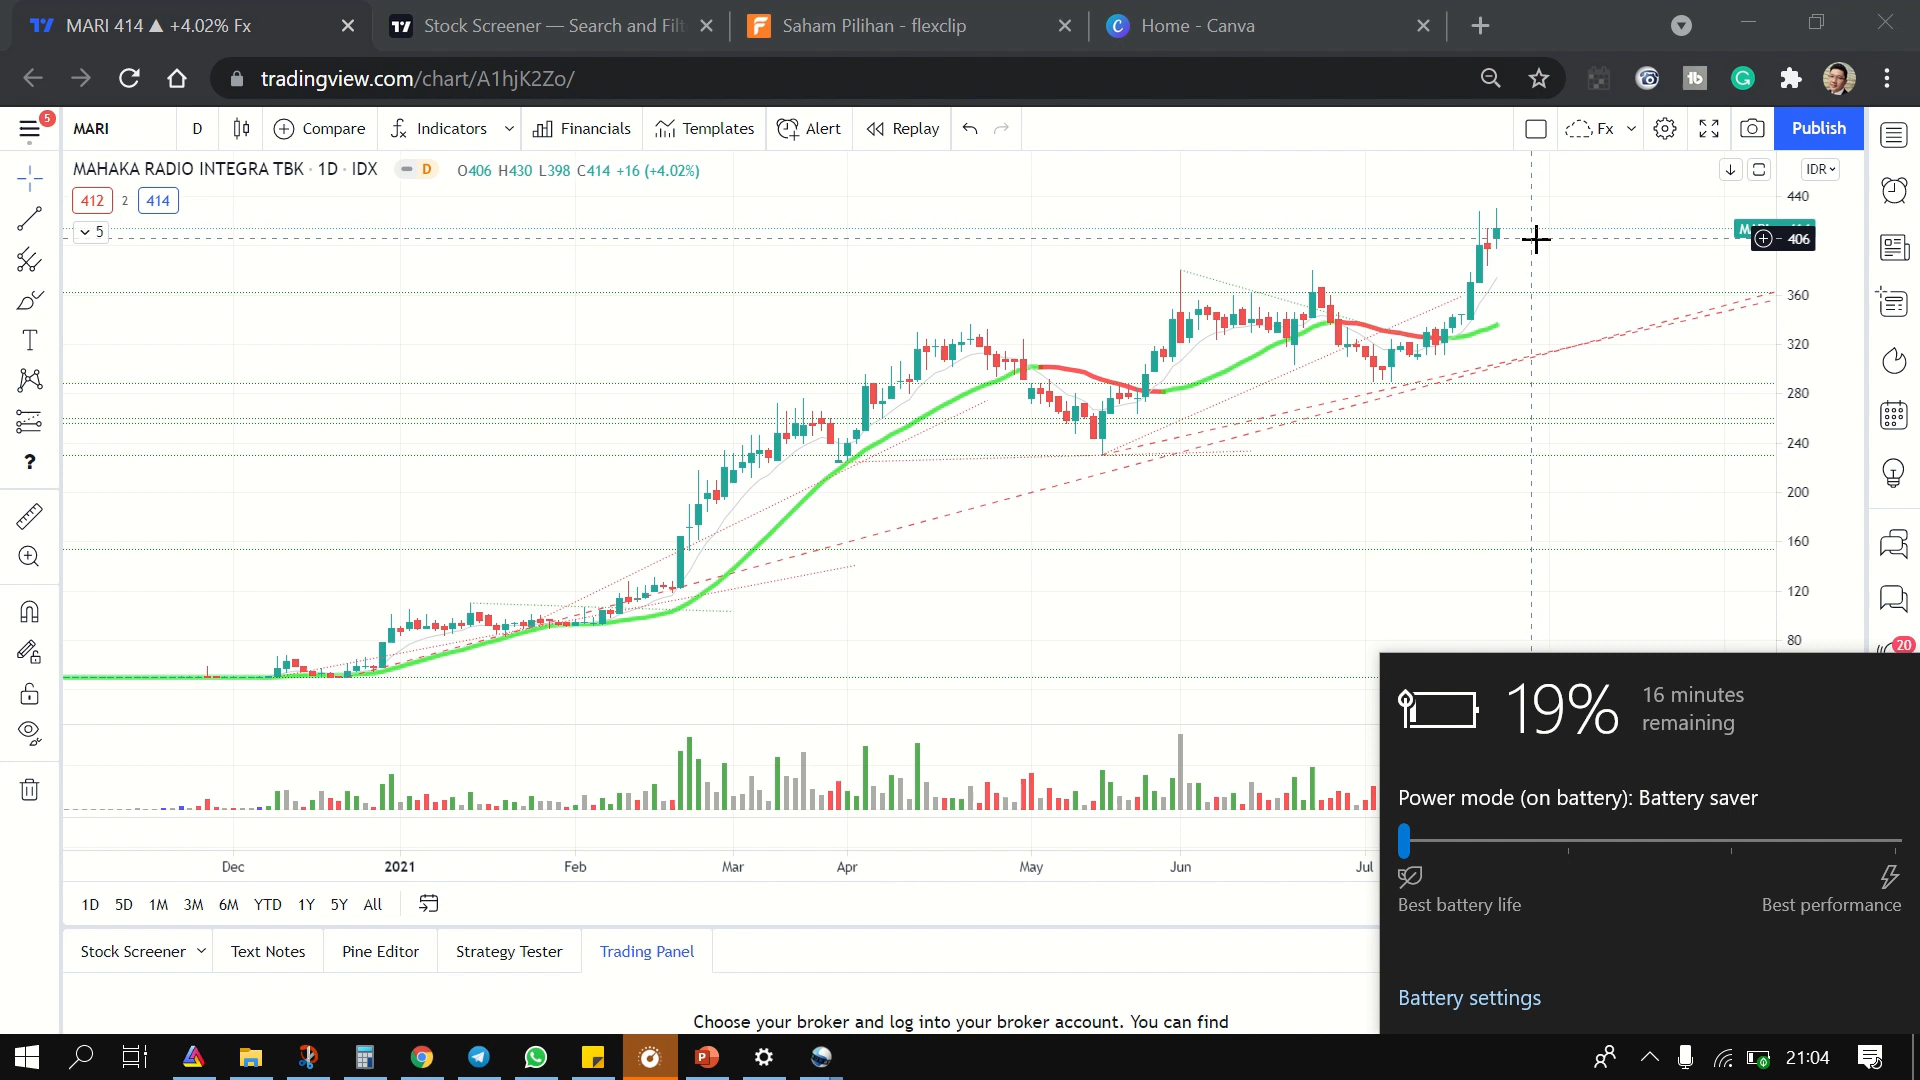 MARI 414 ▲ +4.02% Fx
Stock Screener — Search and Filt
Saham Pilihan - flexclip
Home - Canva
tradingview.com/chart/A1hjK2Zo/
5
MARI
D
Compare
Indicators
Financials
Templates
Alert
Replay
Fx
Publish
MAHAKA RADIO INTEGRA TBK · 1D · IDX
D
O406 H430 L398 C414 +16 (+4.02%)
IDR
412 2 414
5
440
406
360
320
280
240
200
160
120
80
20
19%
16 minutes
remaining
Power mode (on battery): Battery saver
Best battery life
Best performance
Battery settings
Dec 2021 Feb Mar Apr May Jun Jul
1D 5D 1M 3M 6M YTD 1Y 5Y All
Stock Screener
Text Notes
Pine Editor
Strategy Tester
Trading Panel
Choose your broker and log into your broker account. You can find
21:04